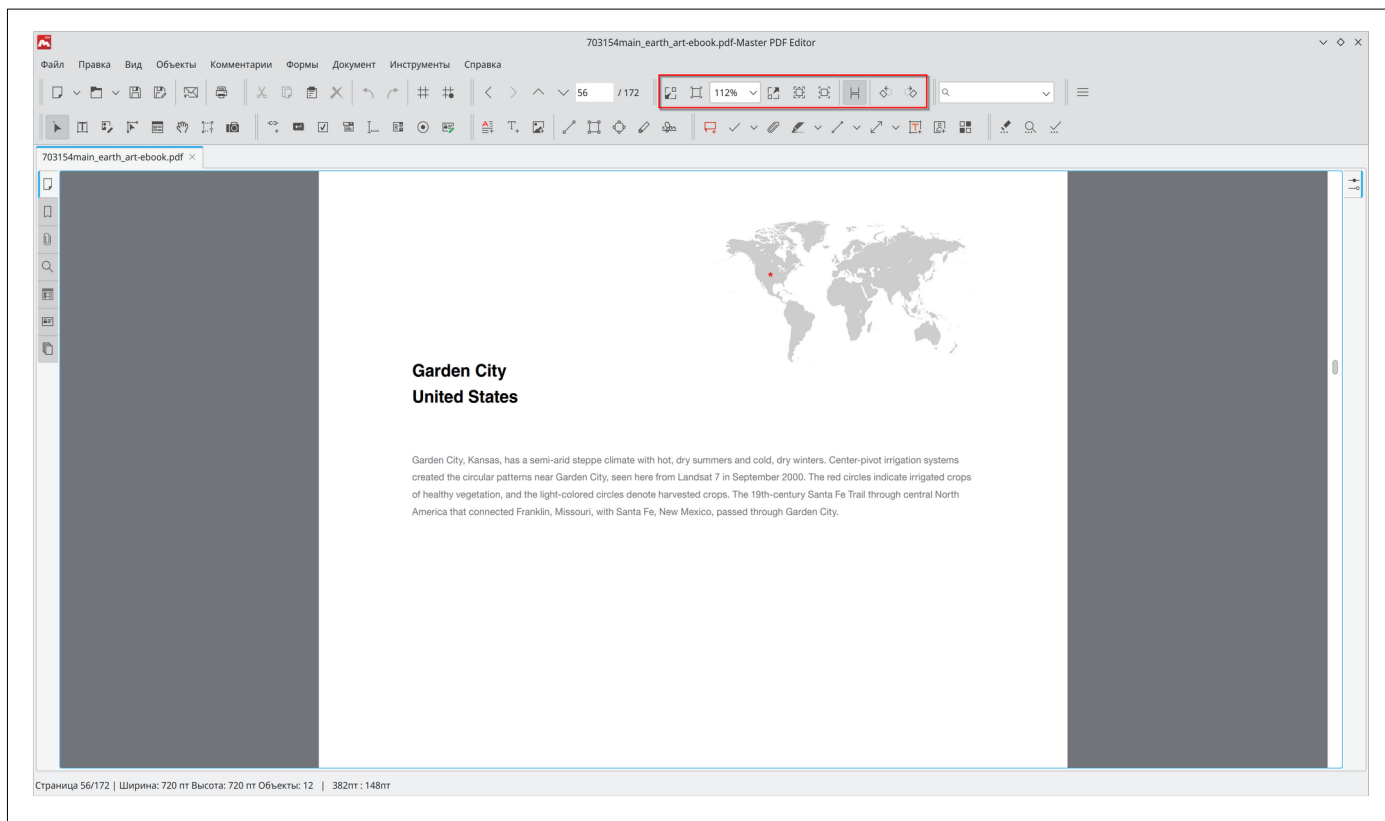 703154main_earth_art-ebook.pdf-Master PDF Editor
Файл Правка Вид Объекты Комментарии Формы Документ Инструменты Справка
56 / 172 112%
703154main_earth_art-ebook.pdf
Garden City
United States
Garden City, Kansas, has a semi-arid steppe climate with hot, dry summers and cold, dry winters. Center-pivot irrigation systems
created the circular patterns near Garden City, seen here from Landsat 7 in September 2000. The red circles indicate irrigated crops
of healthy vegetation, and the light-colored circles denote harvested crops. The 19th-century Santa Fe Trail through central North
America that connected Franklin, Missouri, with Santa Fe, New Mexico, passed through Garden City.
Страница 56/172 | Ширина: 720 пт Высота: 720 пт Объекты: 12 | 382пт : 148пт